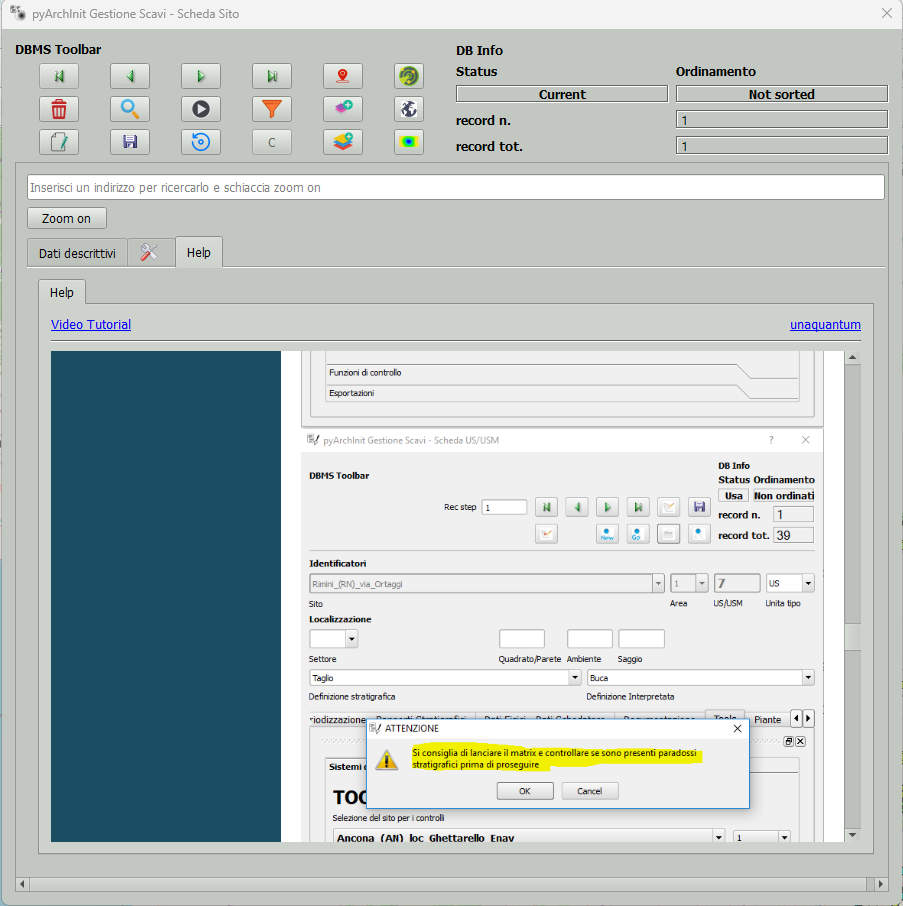 pyArchInit Gestione Scavi - Scheda Sito
DBMS Toolbar
DB Info
Status
Ordinamento
Current
Not sorted
record n.
1
record tot.
1
C
Inserisci un indirizzo per ricercarlo e schiaccia zoom on
Zoom on
Dati descrittivi
Help
Help
Video Tutorial
unaquantum
Funzioni di controllo
Esportazioni
pyArchInit Gestione Scavi - Scheda US/USM
?
DBMS Toolbar
DB Info
Status Ordinamento
Rec step
1
Usa
Non ordinati
record n.
1
New
Go
record tot.
39
Identificatori
Rimini_(RN)_via_Ortaggi
1
7
US
Sito
Area
US/USM
Unita tipo
Localizzazione
Settore
Quadrato/Parete
Ambiente
Saggio
Taglio
Buca
Definizione stratigrafica
Definizione Interpretata
riodizzazione
Rapporti Stratigrafici
Dati Fisici
Dati Schedatore
Documentazione
Tools
Piante
ATTENZIONE
Si consiglia di lanciare il matrix e controllare se sono presenti paradossi
stratigrafici prima di proseguire
OK
Cancel
Sistemi d
TOO
Selezione del sito per i controlli
Ancona (AN) loc Ghettarello Enav
1